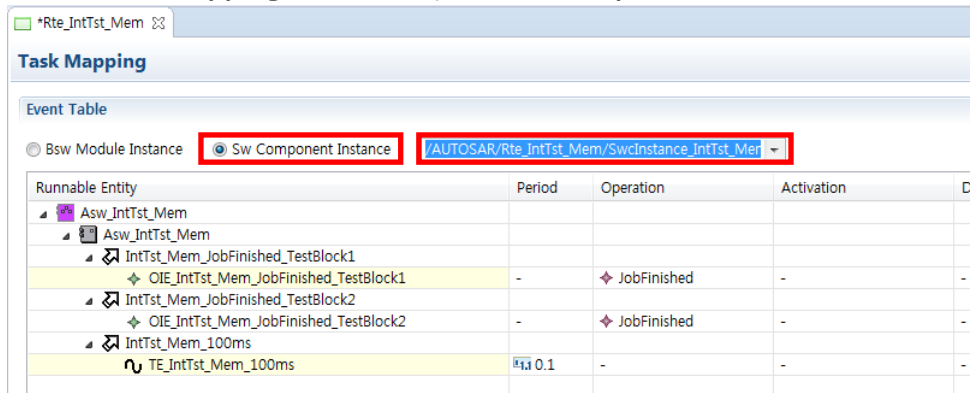 *Rte_IntTst_Mem
Task Mapping
Event Table
Bsw Module Instance Sw Component Instance /AUTOSAR/Rte_IntTst_Mem/SwcInstance_IntTst_Mer
Runnable Entity Period Operation Activation D
Asw_IntTst_Mem
Asw_IntTst_Mem
IntTst_Mem_JobFinished_TestBlock1
OIE_IntTst_Mem_JobFinished_TestBlock1 - JobFinished - -
IntTst_Mem_JobFinished_TestBlock2
OIE_IntTst_Mem_JobFinished_TestBlock2 - JobFinished - -
IntTst_Mem_100ms
TE_IntTst_Mem_100ms 0.1 - - -